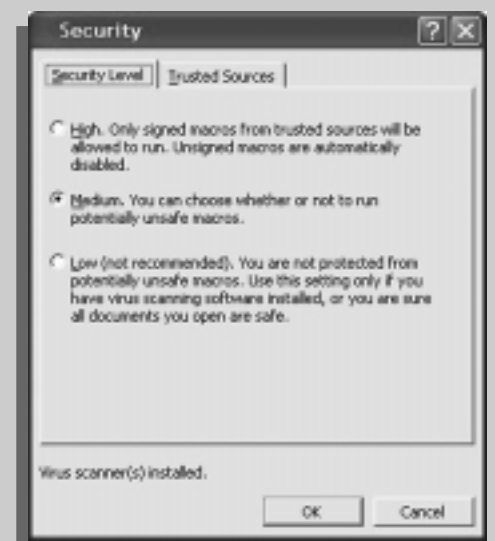 Security
Security Level
Trusted Sources
High. Only signed macros from trusted sources will be
allowed to run. Unsigned macros are automatically
disabled.
Medium. You can choose whether or not to run
potentially unsafe macros.
Low (not recommended). You are not protected from
potentially unsafe macros. Use this setting only if you
have virus scanning software installed, or you are sure
all documents you open are safe.
Virus scanner(s) installed.
OK
Cancel